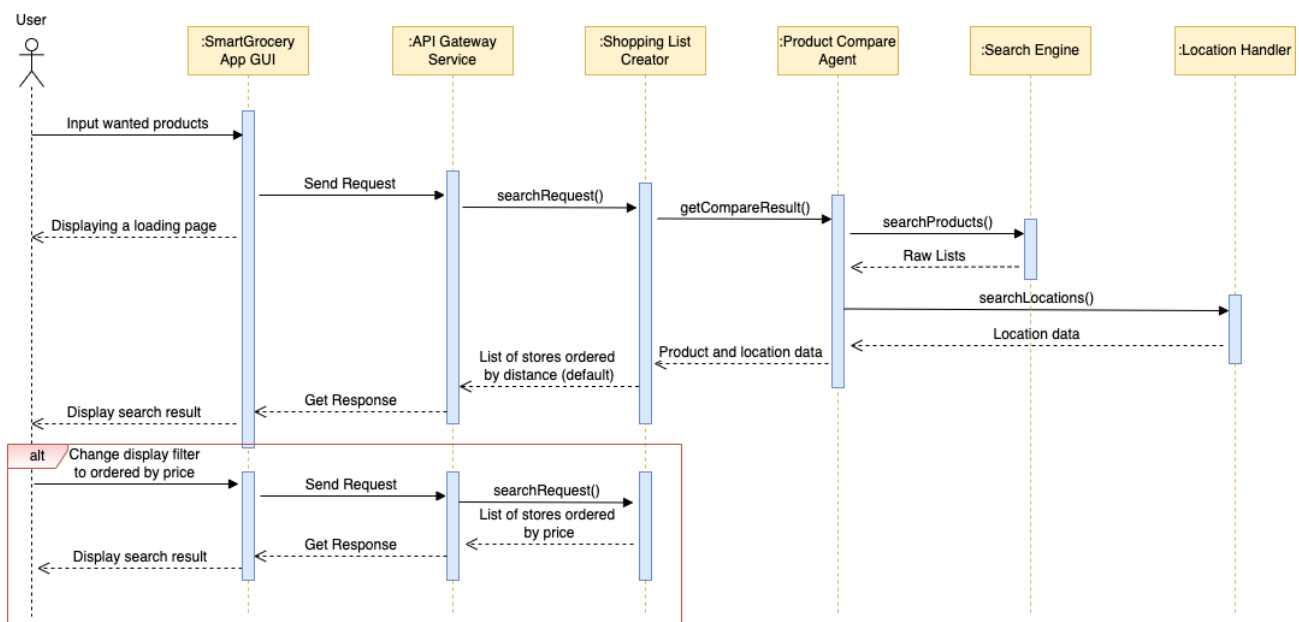 User
:SmartGrocery
App GUI
:API Gateway
Service
:Shopping List
Creator
:Product Compare
Agent
:Search Engine
:Location Handler
Input wanted products
Send Request
searchRequest()
getCompareResult()
searchProducts()
Displaying a loading page
Raw Lists
searchLocations()
Location data
Product and location data
List of stores ordered
by distance (default)
Get Response
Display search result
alt
Change display filter
to ordered by price
Send Request
searchRequest()
List of stores ordered
by price
Get Response
Display search result